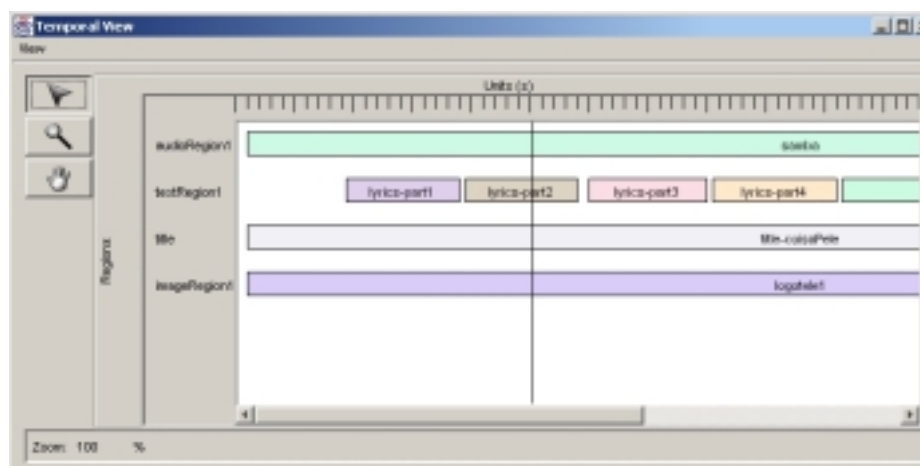 Temporal View
View
Units (s)
audioRegion1
samba
textRegion1
lyrics-part1
lyrics-part2
lyrics-part3
lyrics-part4
title
title-coisaPele
imageRegion1
logotele1
Regions
Zoom: 100 %